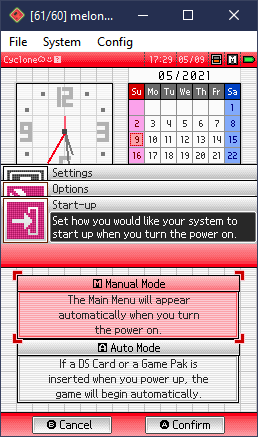 [61/60] melon...
File System Config
Cyclone 17:29 05/09 M
05/2021
12
3
6
9
Su Mo Tu We Th Fr Sa
1
2 3 4 5 6 7 8
9 10 11 12 13 14 15
16 17 18 19 20 21 22
Settings
Options
Start-up
Set how you would like your system to
start up when you turn the power on.
M Manual Mode
The Main Menu will appear
automatically when you turn
the power on.
Auto Mode
If a DS Card or a Game Pak is
inserted when you power up, the
game will begin automatically.
B Cancel A Confirm